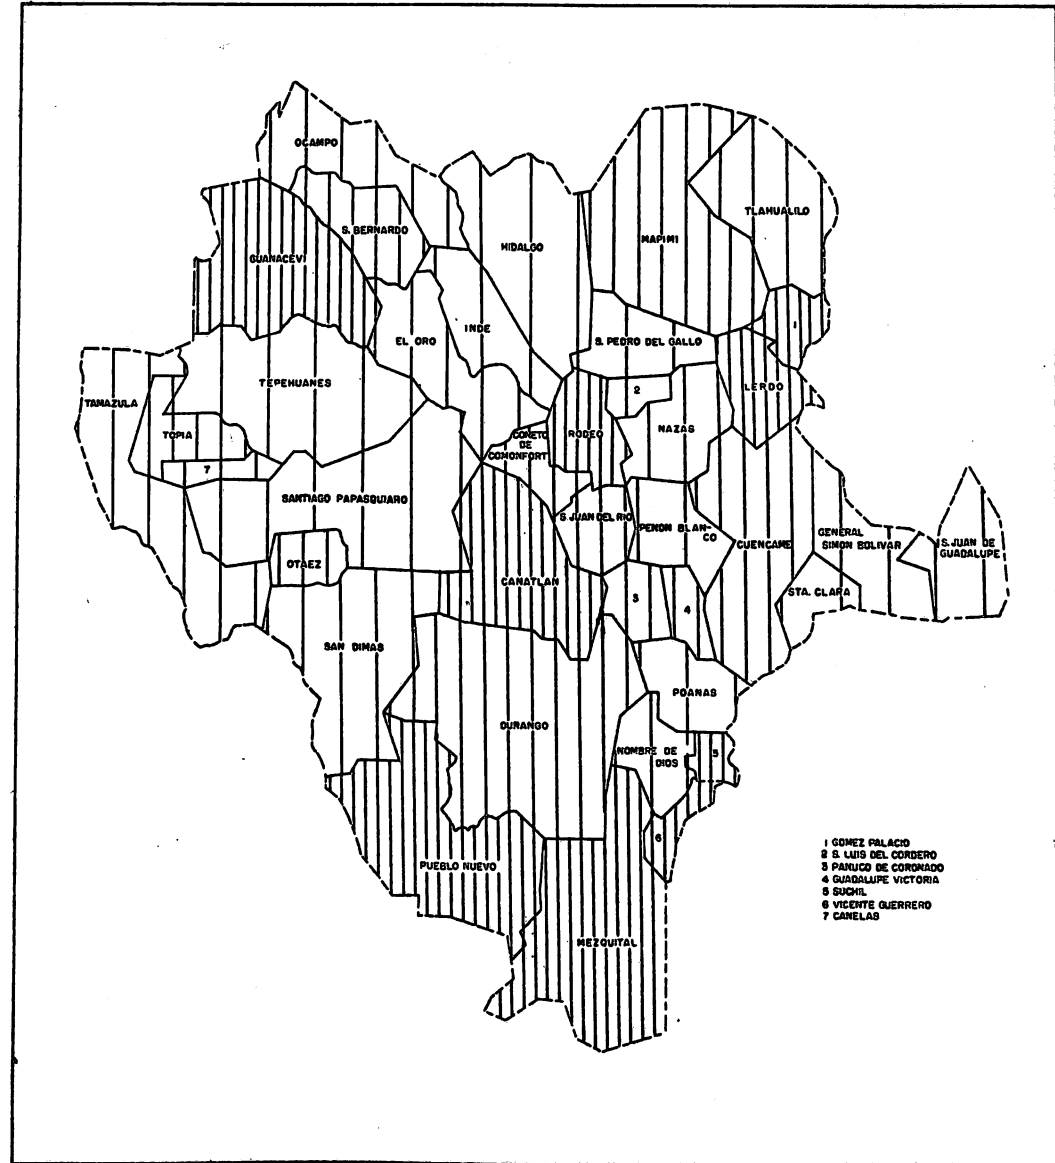 OCAMPO
TLAHUALILO
S. BERNARDO
HIDALGO
MAPIMI
GUANACEVI
1
INDE
EL ORO
S. PEDRO DEL GALLO
TEPEHUANES
LERDO
2
TAMAZULA
TOPIA
CONETO
DE
COMONFORT
RODEO
NAZAS
7
SANTIAGO PAPASQUIARO
S. JUAN DEL RIO
PENON BLAN-
CO
CUENCAME
GENERAL
SIMON BOLIVAR
S. JUAN DE
GUADALUPE
OTAEZ
CANATLAN
STA. CLARA
3
4
SAN DIMAS
POANAS
DURANGO
NOMBRE DE
DIOS
5
6
PUEBLO NUEVO
MEZQUITAL
1 GOMEZ PALACIO
2 S. LUIS DEL CORDERO
3 PANUCO DE CORONADO
4 GUADALUPE VICTORIA
5 SUCHIL
6 VICENTE GUERRERO
7 CANELAS